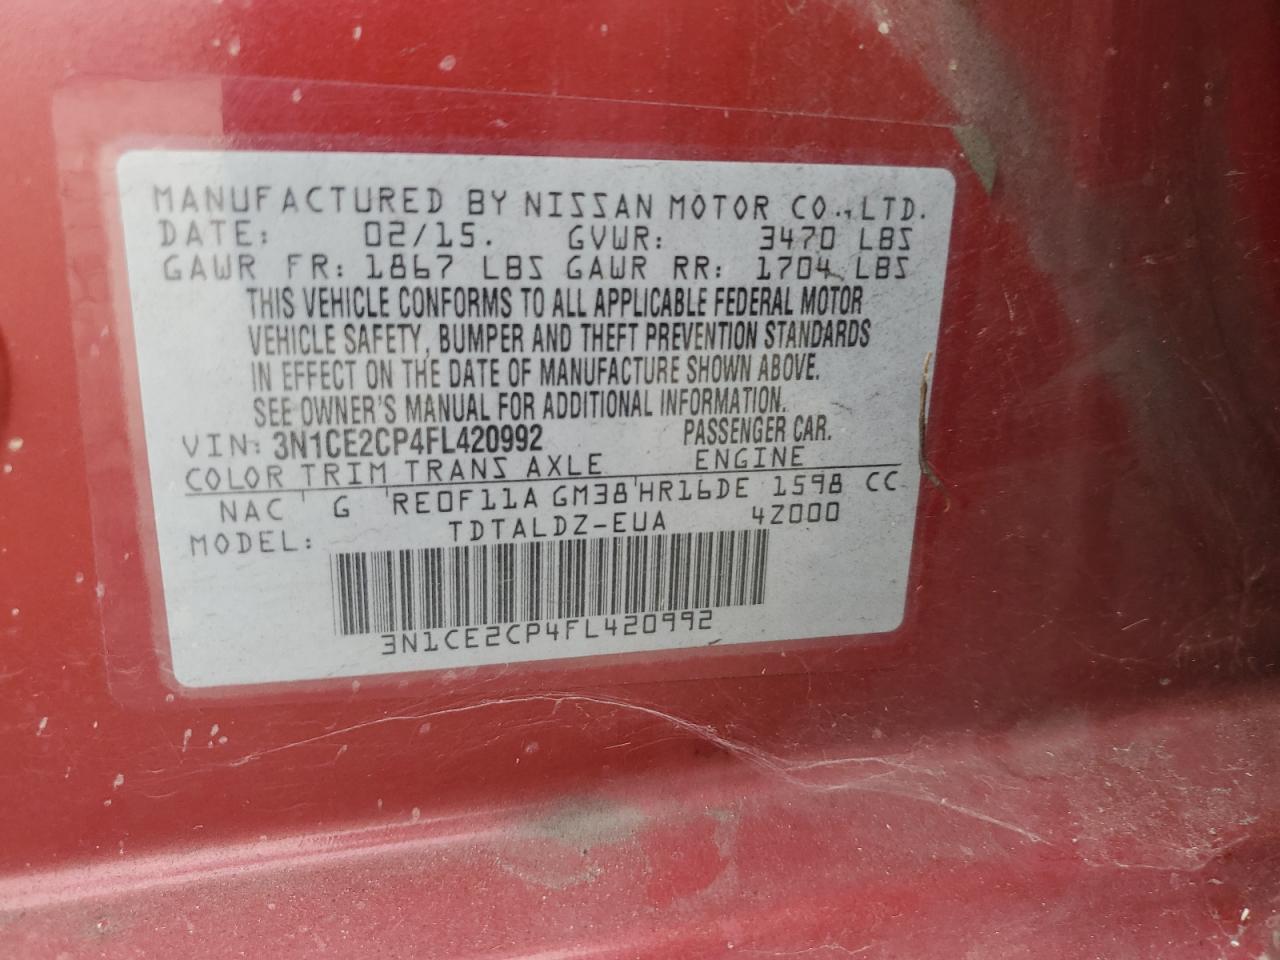 MANUFACTURED BY NISSAN MOTOR CO., LTD.
DATE: 02/15. GVWR: 3470 LBS
GAWR FR: 1867 LBS GAWR RR: 1704 LBS
THIS VEHICLE CONFORMS TO ALL APPLICABLE FEDERAL MOTOR
VEHICLE SAFETY, BUMPER AND THEFT PREVENTION STANDARDS
IN EFFECT ON THE DATE OF MANUFACTURE SHOWN ABOVE.
SEE OWNER'S MANUAL FOR ADDITIONAL INFORMATION.
VIN: 3N1CE2CP4FL420992 PASSENGER CAR.
COLOR TRIM TRANS AXLE ENGINE
NAC G RE0F11A GM38 HR16DE 1598 CC
MODEL: TDTALDZ-EUA 4Z000
3N1CE2CP4FL420992